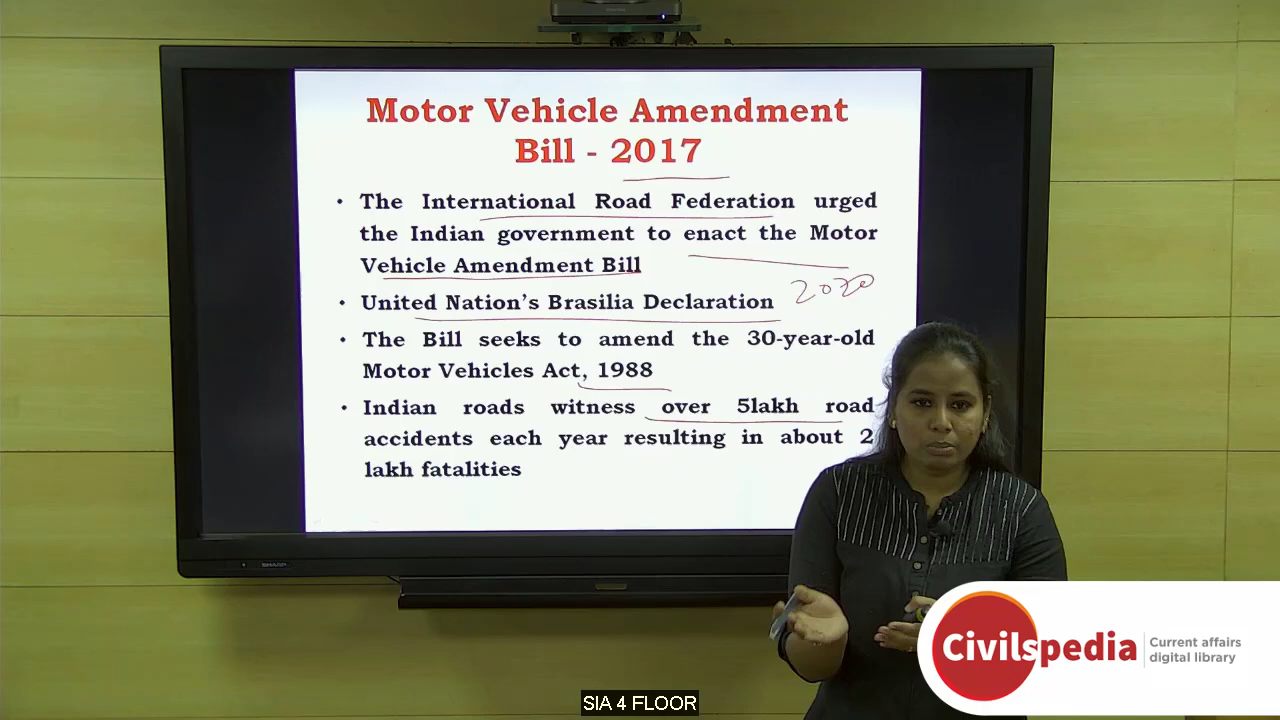 Motor Vehicle Amendment
Bill - 2017
• The International Road Federation urged
the Indian government to enact the Motor
Vehicle Amendment Bill
2020
• United Nation's Brasilia Declaration
• The Bill seeks to amend the 30-year-old
Motor Vehicles Act, 1988
• Indian roads witness over 5lakh road
accidents each year resulting in about 2
lakh fatalities
SHARP
Civilspedia
Current affairs
digital library
SIA 4 FLOOR